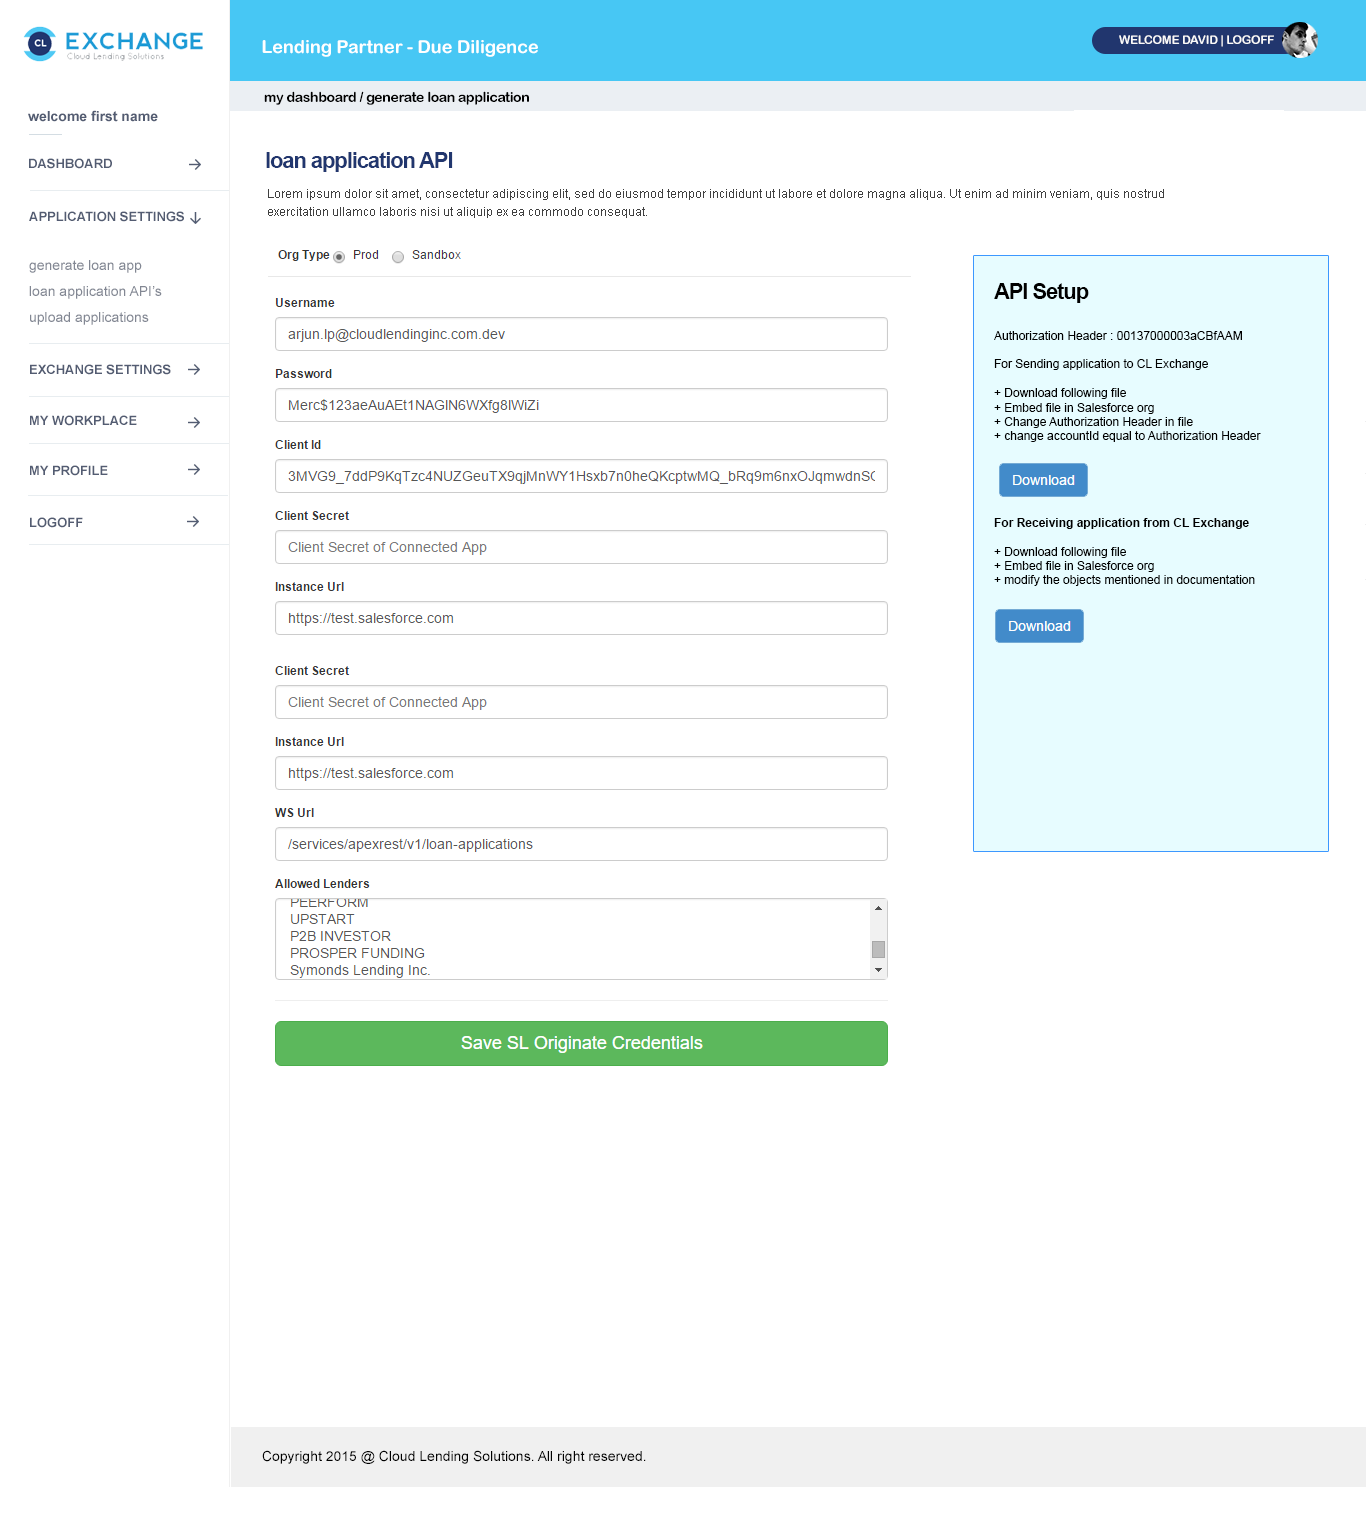 CL EXCHANGE
Cloud Lending Solutions
Lending Partner - Due Diligence
WELCOME DAVID | LOGOFF
my dashboard / generate loan application
welcome first name
DASHBOARD
APPLICATION SETTINGS
generate loan app
loan application API's
upload applications
EXCHANGE SETTINGS
MY WORKPLACE
MY PROFILE
LOGOFF
loan application API
Lorem ipsum dolor sit amet, consectetur adipiscing elit, sed do eiusmod tempor incididunt ut labore et dolore magna aliqua. Ut enim ad minim veniam, quis nostrud
exercitation ullamco laboris nisi ut aliquip ex ea commodo consequat.
Org Type Prod Sandbox
Username
arjun.lp@cloudlendinginc.com.dev
Password
Merc$123aeAuAEt1NAGIN6WXfg8IWiZi
Client Id
3MVG9_7ddP9KqTzc4NUZGeuTX9qjMnWY1Hsxb7n0heQKcptwMQ_bRq9m6nxOJqmwdnSC
Client Secret
Client Secret of Connected App
Instance Url
https://test.salesforce.com
Client Secret
Client Secret of Connected App
Instance Url
https://test.salesforce.com
WS Url
/services/apexrest/v1/loan-applications
Allowed Lenders
PEERFORM
UPSTART
P2B INVESTOR
PROSPER FUNDING
Symonds Lending Inc.
Save SL Originate Credentials
API Setup
Authorization Header : 00137000003aCBfAAM
For Sending application to CL Exchange
+ Download following file
+ Embed file in Salesforce org
+ Change Authorization Header in file
+ change accountId equal to Authorization Header
Download
For Receiving application from CL Exchange
+ Download following file
+ Embed file in Salesforce org
+ modify the objects mentioned in documentation
Download
Copyright 2015 @ Cloud Lending Solutions. All right reserved.